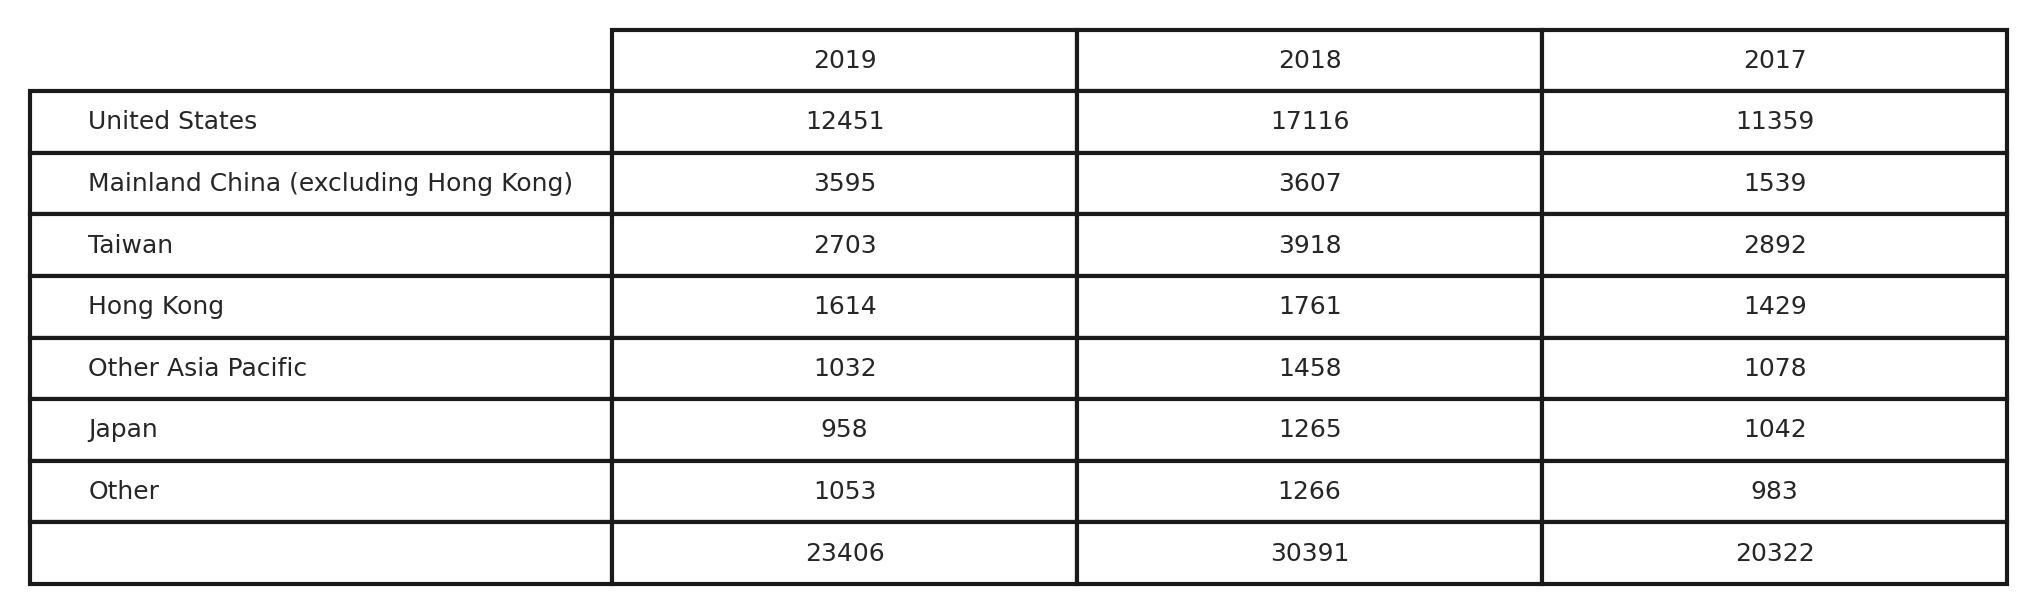 2019 2018 2017
United States 12451 17116 11359
Mainland China (excluding Hong Kong) 3595 3607 1539
Taiwan 2703 3918 2892
Hong Kong 1614 1761 1429
Other Asia Pacific 1032 1458 1078
Japan 958 1265 1042
Other 1053 1266 983
23406 30391 20322